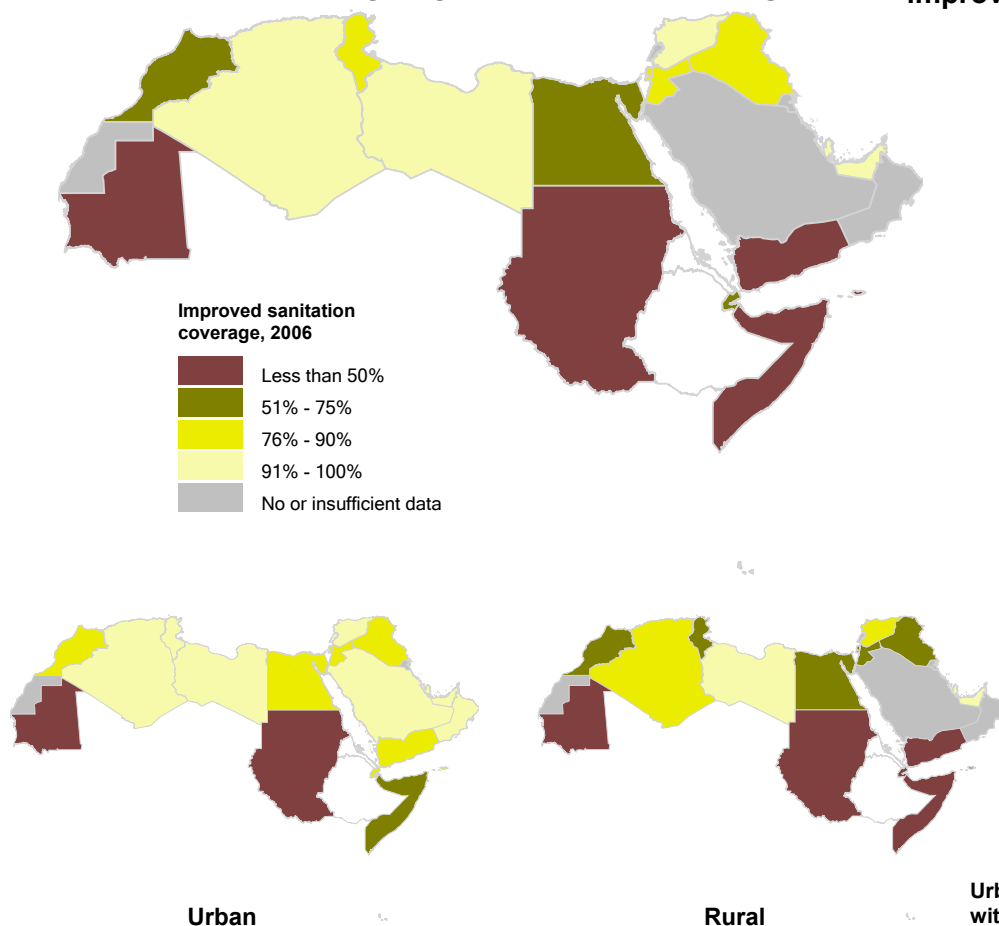 Improved sanitation
coverage, 2006
Less than 50%
51% - 75%
76% - 90%
91% - 100%
No or insufficient data
Urban
Rural